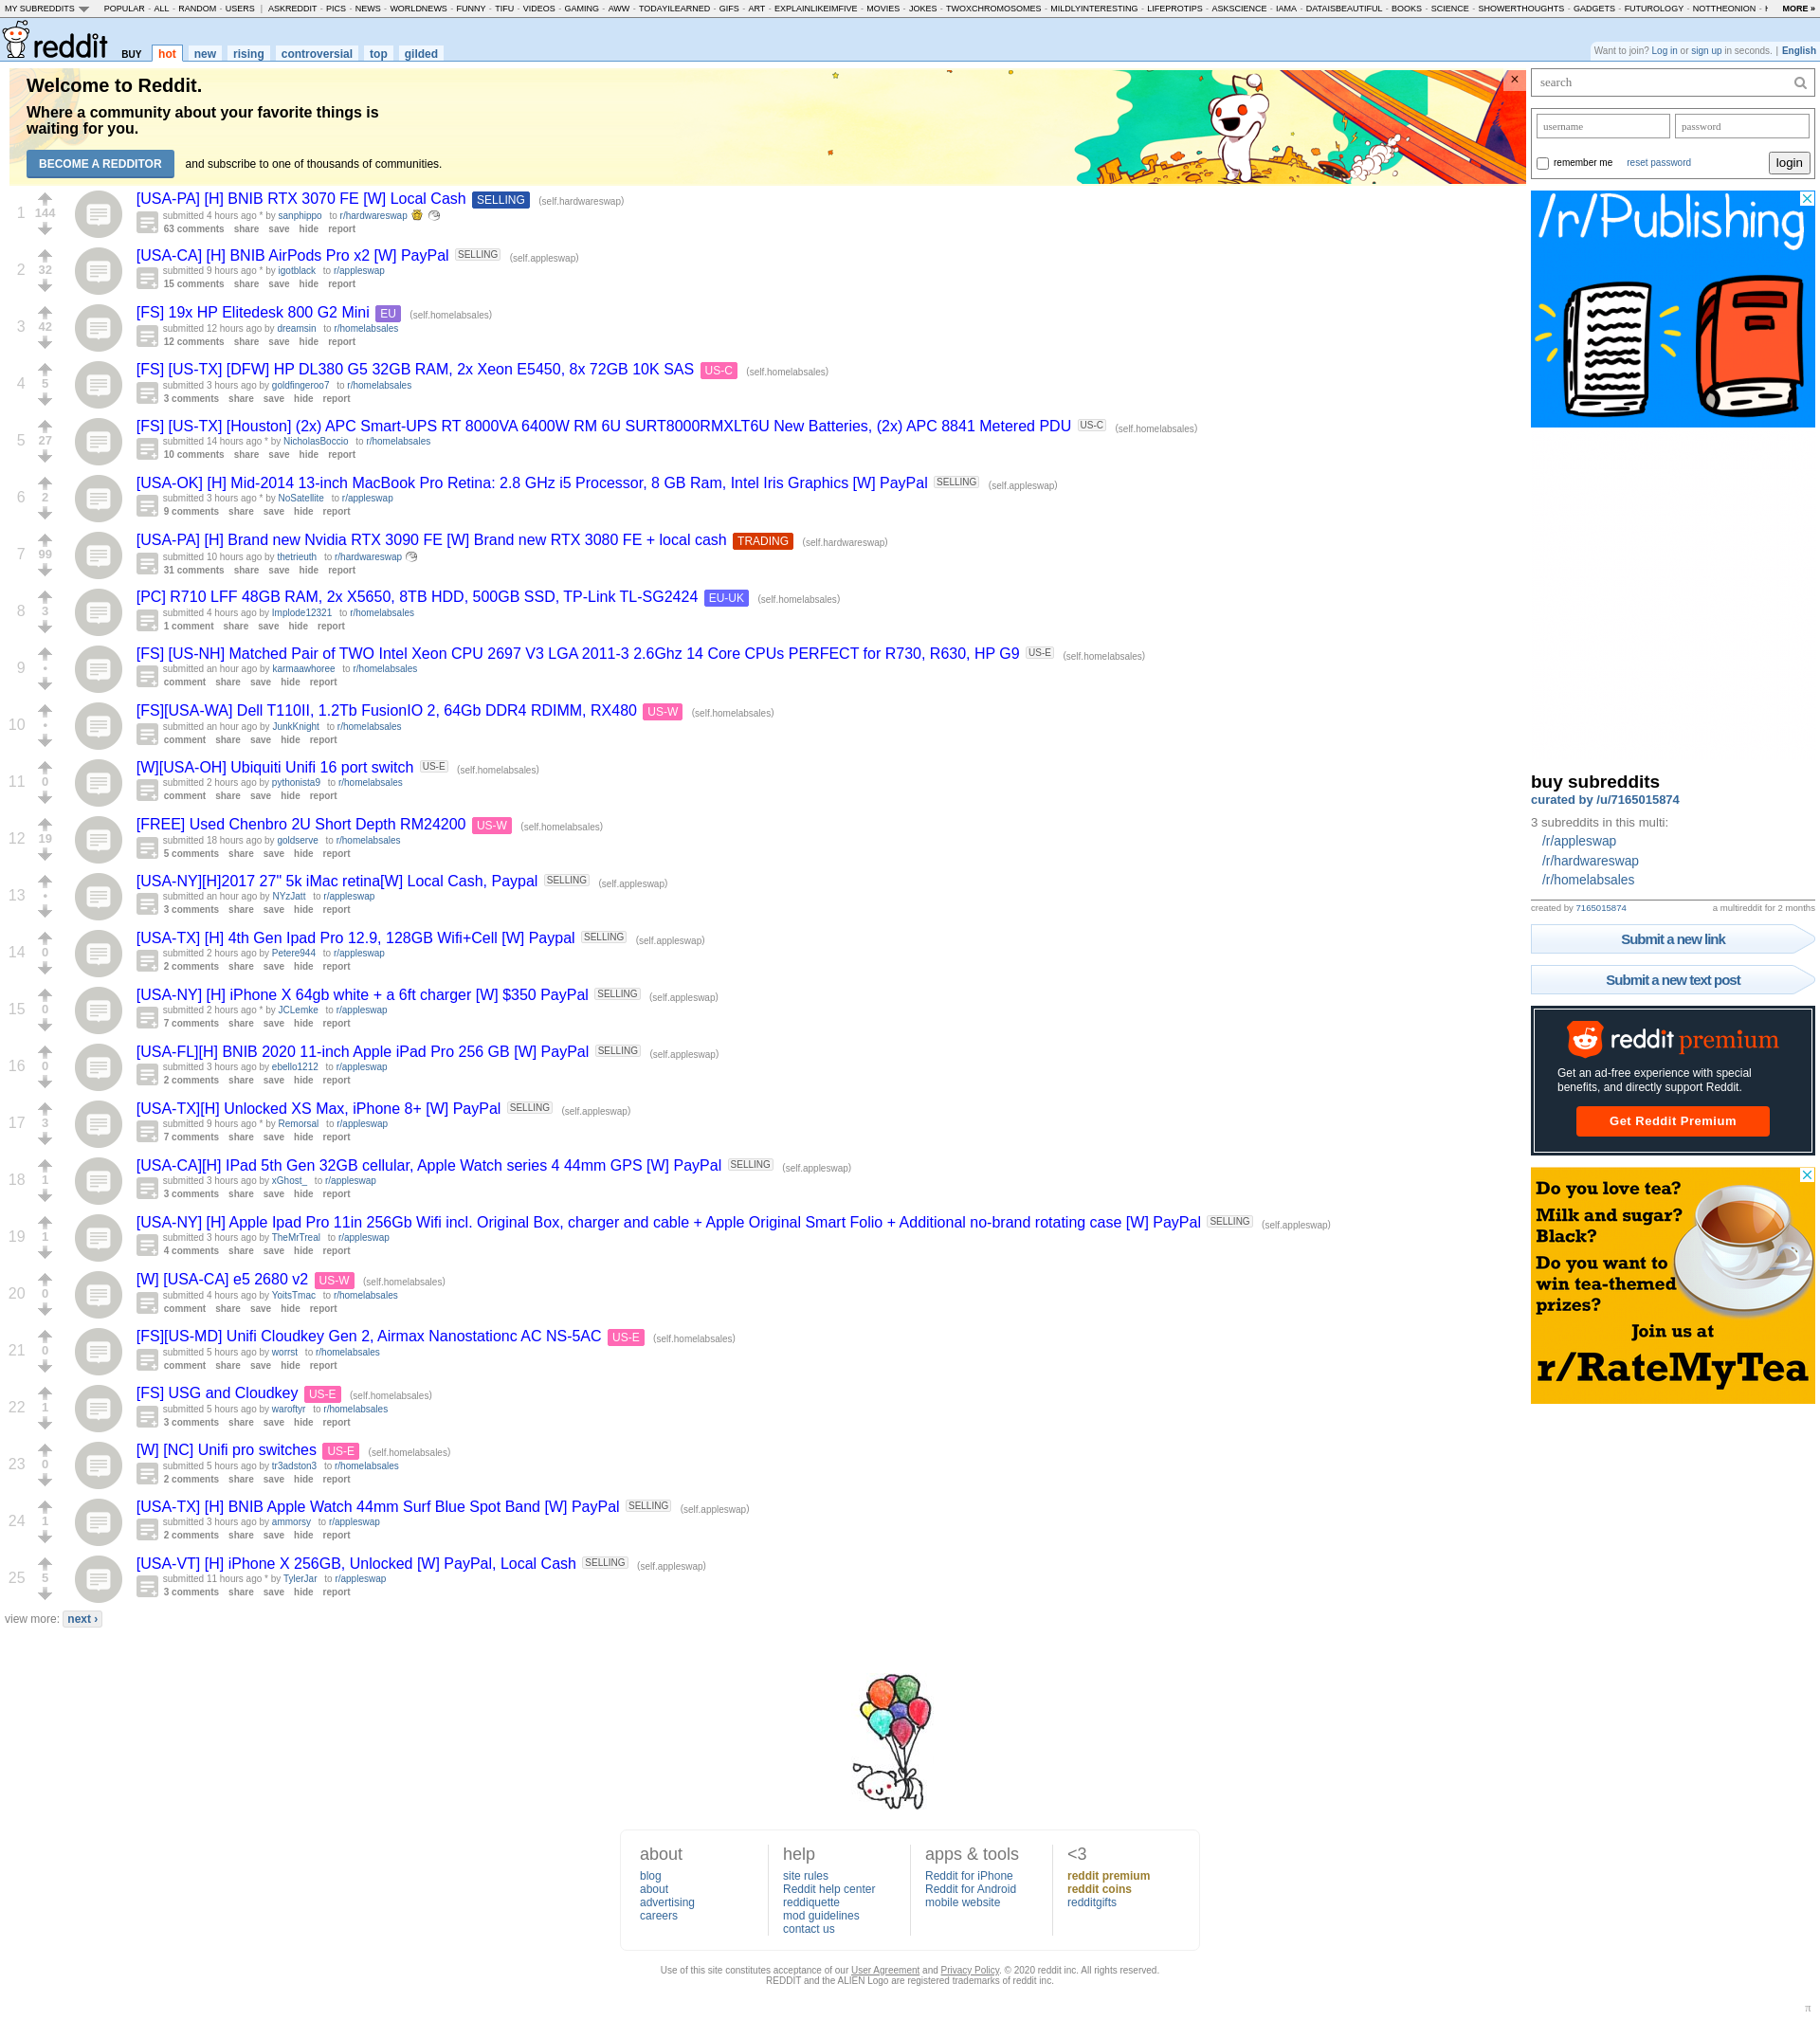 MY SUBREDDITS POPULAR - ALL - RANDOM - USERS | ASKREDDIT - PICS - NEWS - WORLDNEWS - FUNNY - TIFU - VIDEOS - GAMING - AWW - TODAYILEARNED - GIFS - ART - EXPLAINLIKEIMFIVE - MOVIES - JOKES - TWOXCHROMOSOMES - MILDLYINTERESTING - LIFEPROTIPS - ASKSCIENCE - IAMA - DATAISBEAUTIFUL - BOOKS - SCIENCE - SHOWERTHOUGHTS - GADGETS - FUTUROLOGY - NOTTHEONION - MORE »
reddit BUY hot new rising controversial top gilded
Want to join? Log in or sign up in seconds. | English
Welcome to Reddit.
Where a community about your favorite things is
waiting for you.
BECOME A REDDITOR and subscribe to one of thousands of communities.
1 144 [USA-PA] [H] BNIB RTX 3070 FE [W] Local Cash SELLING (self.hardwareswap)
submitted 4 hours ago * by sanphippo to r/hardwareswap
63 comments share save hide report
2 32 [USA-CA] [H] BNIB AirPods Pro x2 [W] PayPal SELLING (self.appleswap)
submitted 9 hours ago * by igotblack to r/appleswap
15 comments share save hide report
3 42 [FS] 19x HP Elitedesk 800 G2 Mini EU (self.homelabsales)
submitted 12 hours ago by dreamsin to r/homelabsales
12 comments share save hide report
4 5 [FS] [US-TX] [DFW] HP DL380 G5 32GB RAM, 2x Xeon E5450, 8x 72GB 10K SAS US-C (self.homelabsales)
submitted 3 hours ago by goldfingeroo7 to r/homelabsales
3 comments share save hide report
5 27 [FS] [US-TX] [Houston] (2x) APC Smart-UPS RT 8000VA 6400W RM 6U SURT8000RMXLT6U New Batteries, (2x) APC 8841 Metered PDU US-C (self.homelabsales)
submitted 14 hours ago * by NicholasBoccio to r/homelabsales
10 comments share save hide report
6 2 [USA-OK] [H] Mid-2014 13-inch MacBook Pro Retina: 2.8 GHz i5 Processor, 8 GB Ram, Intel Iris Graphics [W] PayPal SELLING (self.appleswap)
submitted 3 hours ago * by NoSatellite to r/appleswap
9 comments share save hide report
7 99 [USA-PA] [H] Brand new Nvidia RTX 3090 FE [W] Brand new RTX 3080 FE + local cash TRADING (self.hardwareswap)
submitted 10 hours ago by thetrieuth to r/hardwareswap
31 comments share save hide report
8 3 [PC] R710 LFF 48GB RAM, 2x X5650, 8TB HDD, 500GB SSD, TP-Link TL-SG2424 EU-UK (self.homelabsales)
submitted 4 hours ago by Implode12321 to r/homelabsales
1 comment share save hide report
9 • [FS] [US-NH] Matched Pair of TWO Intel Xeon CPU 2697 V3 LGA 2011-3 2.6Ghz 14 Core CPUs PERFECT for R730, R630, HP G9 US-E (self.homelabsales)
submitted an hour ago by karmaawhoree to r/homelabsales
comment share save hide report
10 • [FS][USA-WA] Dell T110II, 1.2Tb FusionIO 2, 64Gb DDR4 RDIMM, RX480 US-W (self.homelabsales)
submitted an hour ago by JunkKnight to r/homelabsales
comment share save hide report
11 0 [W][USA-OH] Ubiquiti Unifi 16 port switch US-E (self.homelabsales)
submitted 2 hours ago by pythonista9 to r/homelabsales
comment share save hide report
12 19 [FREE] Used Chenbro 2U Short Depth RM24200 US-W (self.homelabsales)
submitted 18 hours ago by goldserve to r/homelabsales
5 comments share save hide report
13 • [USA-NY][H]2017 27" 5k iMac retina[W] Local Cash, Paypal SELLING (self.appleswap)
submitted an hour ago by NYzJatt to r/appleswap
3 comments share save hide report
14 0 [USA-TX] [H] 4th Gen Ipad Pro 12.9, 128GB Wifi+Cell [W] Paypal SELLING (self.appleswap)
submitted 2 hours ago by Petere944 to r/appleswap
2 comments share save hide report
15 0 [USA-NY] [H] iPhone X 64gb white + a 6ft charger [W] $350 PayPal SELLING (self.appleswap)
submitted 2 hours ago * by JCLemke to r/appleswap
7 comments share save hide report
16 0 [USA-FL][H] BNIB 2020 11-inch Apple iPad Pro 256 GB [W] PayPal SELLING (self.appleswap)
submitted 3 hours ago by ebello1212 to r/appleswap
2 comments share save hide report
17 3 [USA-TX][H] Unlocked XS Max, iPhone 8+ [W] PayPal SELLING (self.appleswap)
submitted 9 hours ago * by Remorsal to r/appleswap
7 comments share save hide report
18 1 [USA-CA][H] IPad 5th Gen 32GB cellular, Apple Watch series 4 44mm GPS [W] PayPal SELLING (self.appleswap)
submitted 3 hours ago by xGhost_ to r/appleswap
3 comments share save hide report
19 1 [USA-NY] [H] Apple Ipad Pro 11in 256Gb Wifi incl. Original Box, charger and cable + Apple Original Smart Folio + Additional no-brand rotating case [W] PayPal SELLING (self.appleswap)
submitted 3 hours ago by TheMrTreal to r/appleswap
4 comments share save hide report
20 0 [W] [USA-CA] e5 2680 v2 US-W (self.homelabsales)
submitted 4 hours ago by YoitsTmac to r/homelabsales
comment share save hide report
21 0 [FS][US-MD] Unifi Cloudkey Gen 2, Airmax Nanostationc AC NS-5AC US-E (self.homelabsales)
submitted 5 hours ago by worrst to r/homelabsales
comment share save hide report
22 1 [FS] USG and Cloudkey US-E (self.homelabsales)
submitted 5 hours ago by waroftyr to r/homelabsales
3 comments share save hide report
23 0 [W] [NC] Unifi pro switches US-E (self.homelabsales)
submitted 5 hours ago by tr3adston3 to r/homelabsales
2 comments share save hide report
24 1 [USA-TX] [H] BNIB Apple Watch 44mm Surf Blue Spot Band [W] PayPal SELLING (self.appleswap)
submitted 3 hours ago by ammorsy to r/appleswap
2 comments share save hide report
25 5 [USA-VT] [H] iPhone X 256GB, Unlocked [W] PayPal, Local Cash SELLING (self.appleswap)
submitted 11 hours ago * by TylerJar to r/appleswap
3 comments share save hide report
view more: next ›
search
username password
remember me reset password login
/r/Publishing
buy subreddits
curated by /u/7165015874
3 subreddits in this multi:
/r/appleswap
/r/hardwareswap
/r/homelabsales
created by 7165015874 a multireddit for 2 months
Submit a new link
Submit a new text post
reddit premium
Get an ad-free experience with special
benefits, and directly support Reddit.
Get Reddit Premium
Do you love tea?
Milk and sugar?
Black?
Do you want to
win tea-themed
prizes?
Join us at
r/RateMyTea
about
blog
about
advertising
careers
help
site rules
Reddit help center
reddiquette
mod guidelines
contact us
apps & tools
Reddit for iPhone
Reddit for Android
mobile website
<3
reddit premium
reddit coins
redditgifts
Use of this site constitutes acceptance of our User Agreement and Privacy Policy. © 2020 reddit inc. All rights reserved.
REDDIT and the ALIEN Logo are registered trademarks of reddit inc.
π